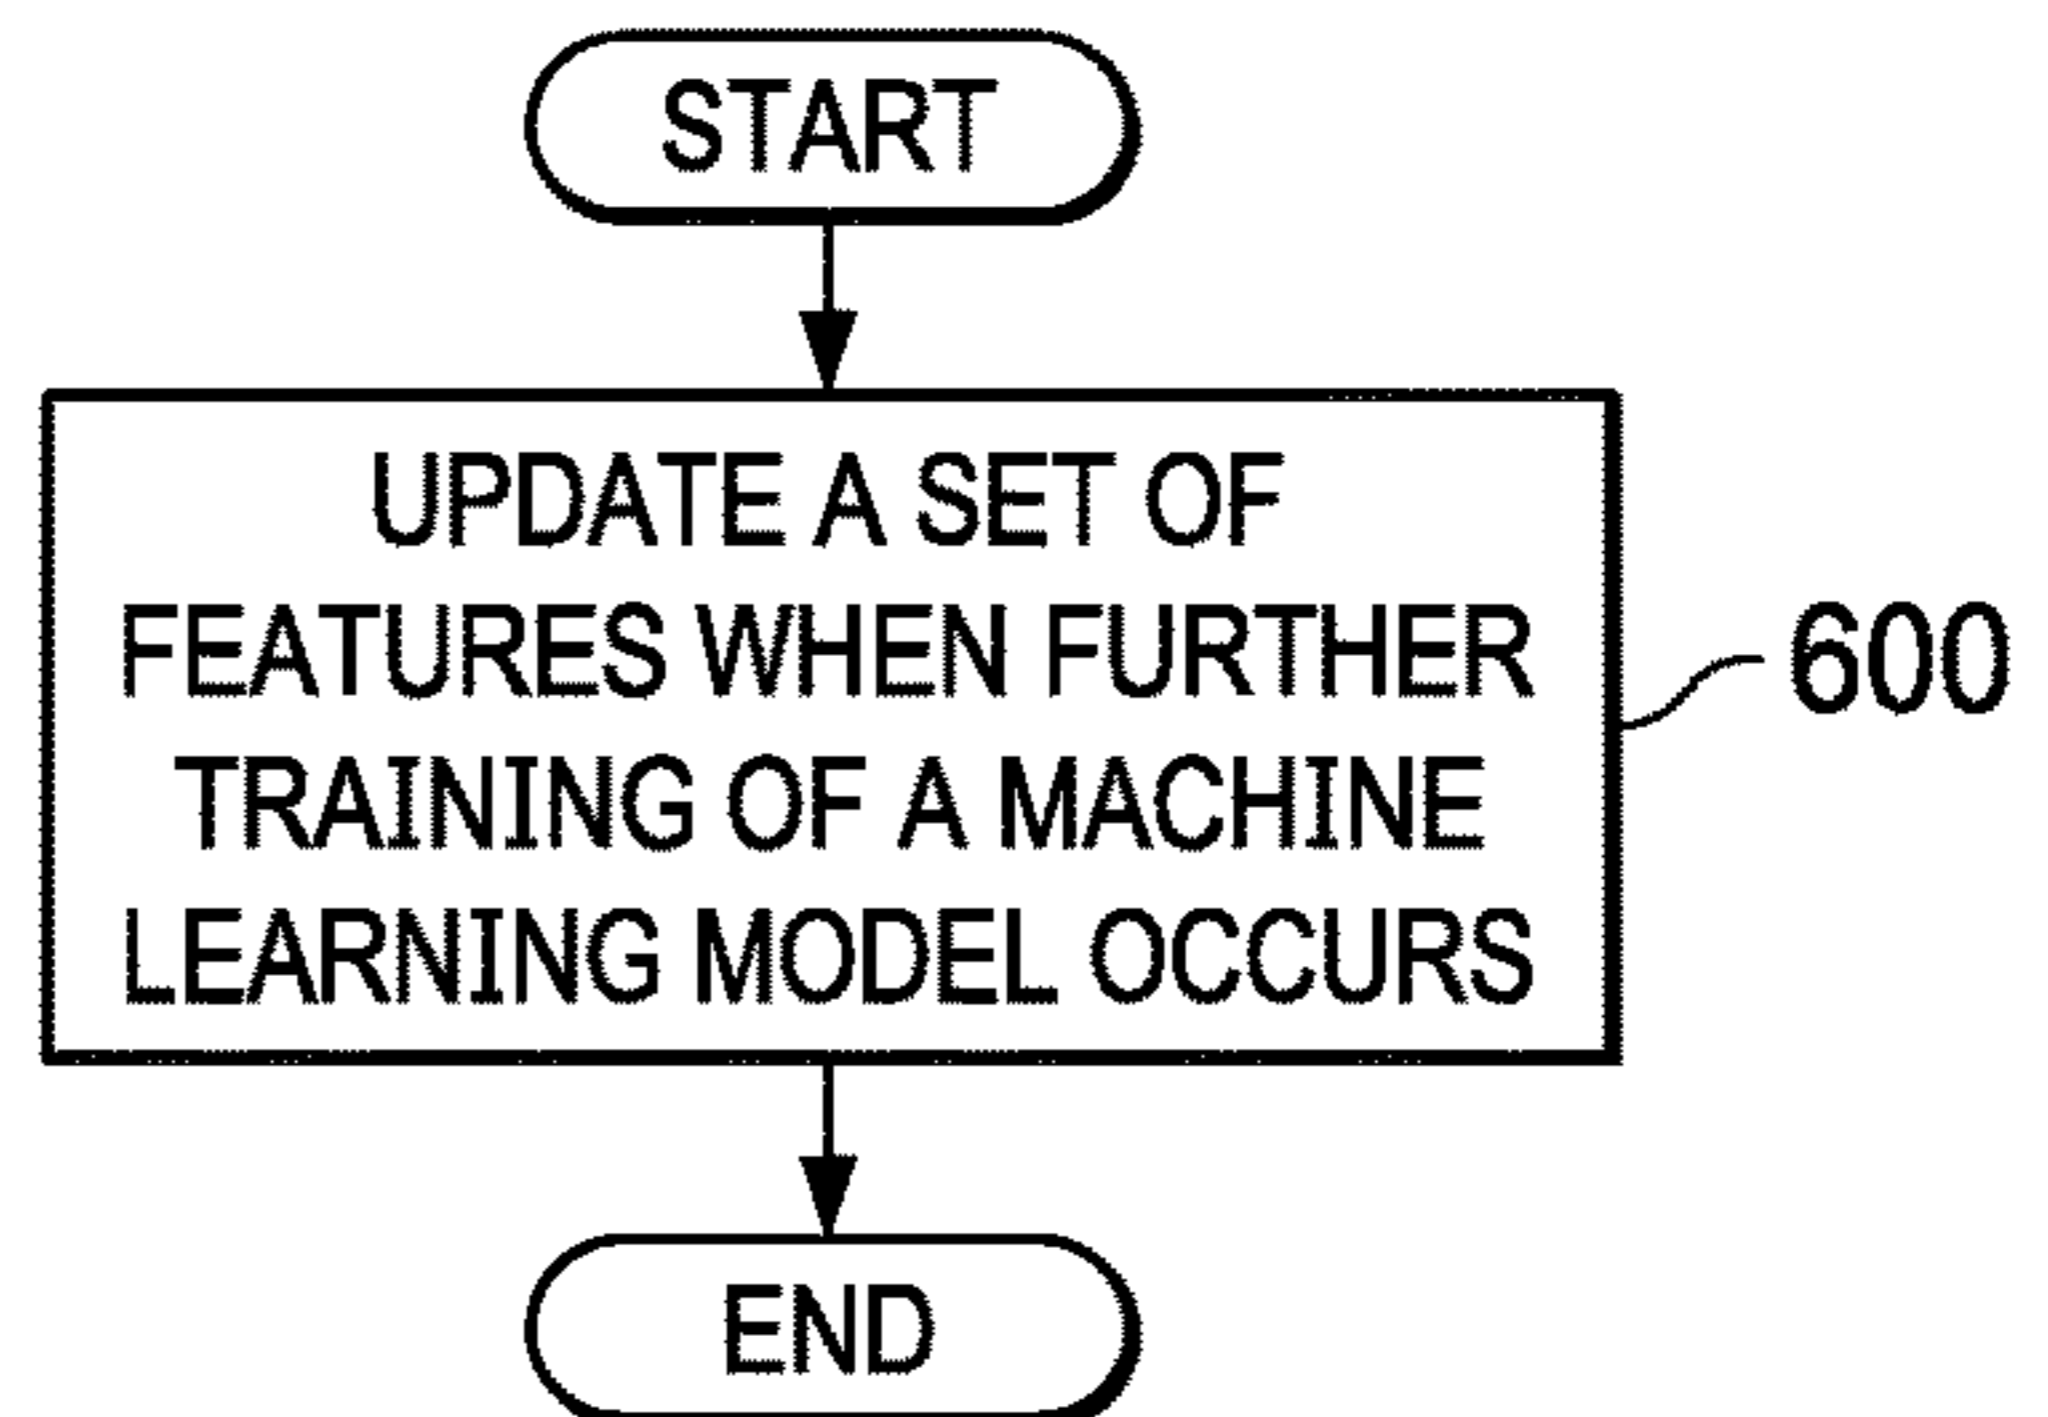 START
UPDATE A SET OF
FEATURES WHEN FURTHER
TRAINING OF A MACHINE
LEARNING MODEL OCCURS
600
END